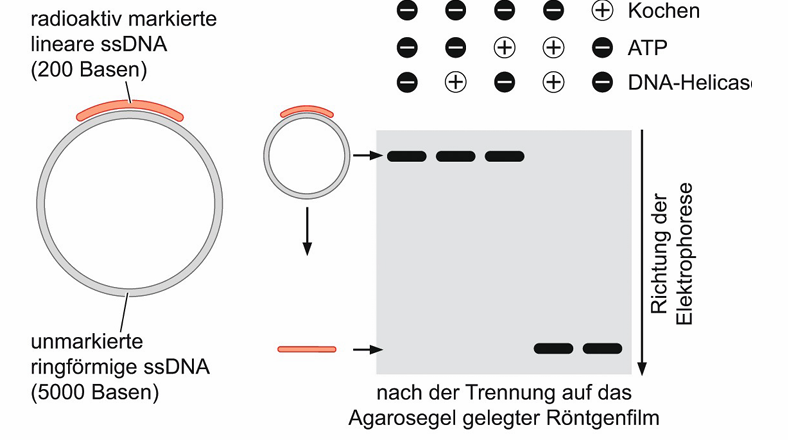 radioaktiv markierte
lineare ssDNA
(200 Basen)
unmarkierte
ringförmige ssDNA
(5000 Basen)
− − − − + Kochen
− − + + − ATP
− + − + − DNA-Helicas
Richtung der
Elektrophorese
nach der Trennung auf das
Agarosegel gelegter Röntgenfilm